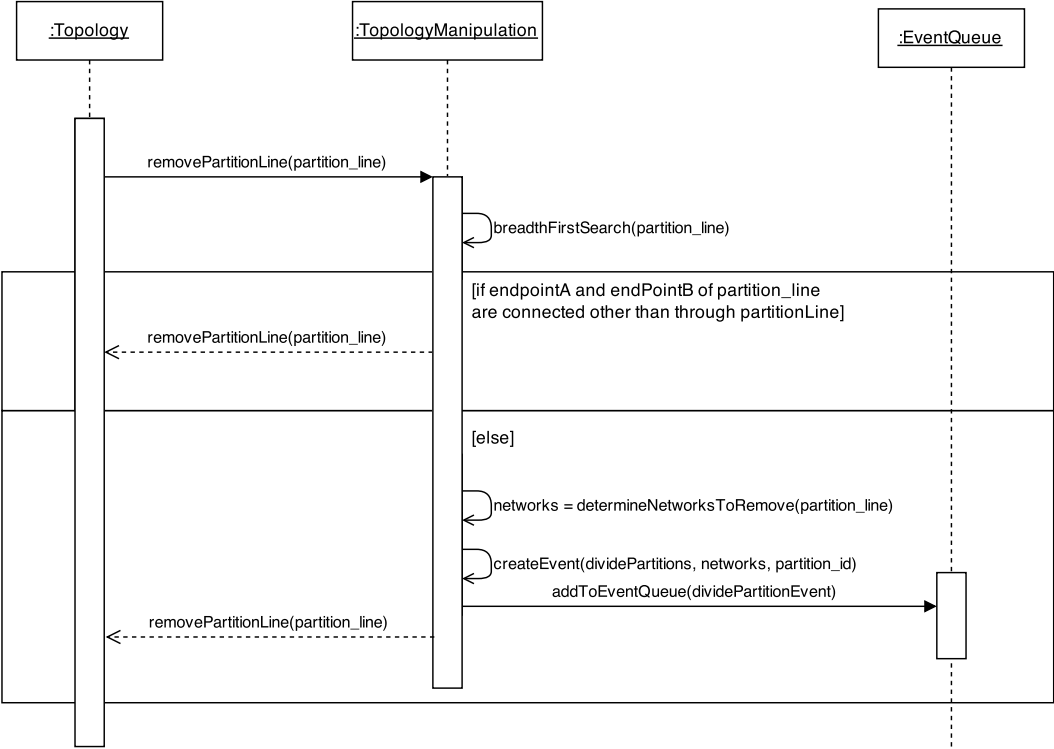 :Topology
:TopologyManipulation
:EventQueue
removePartitionLine(partition_line)
breadthFirstSearch(partition_line)
[if endpointA and endPointB of partition_line
are connected other than through partitionLine]
removePartitionLine(partition_line)
[else]
networks = determineNetworksToRemove(partition_line)
createEvent(dividePartitions, networks, partition_id)
addToEventQueue(dividePartitionEvent)
removePartitionLine(partition_line)